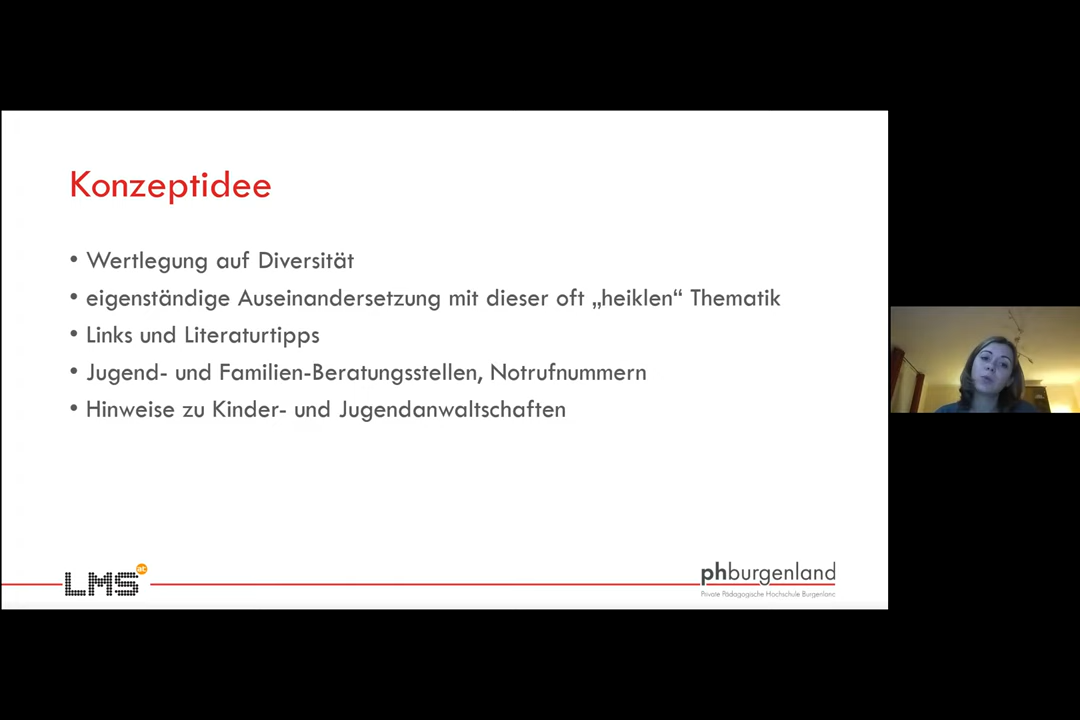 Konzeptidee
• Wertlegung auf Diversität
• eigenständige Auseinandersetzung mit dieser oft „heiklen“ Thematik
• Links und Literaturtipps
• Jugend- und Familien-Beratungsstellen, Notrufnummern
• Hinweise zu Kinder- und Jugendanwaltschaften
LMS at
phburgenland
Private Pädagogische Hochschule Burgenland